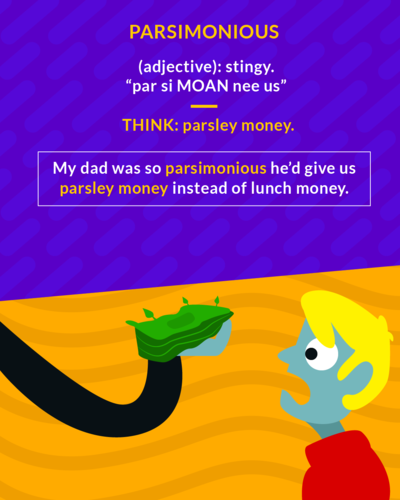 PARSIMONIOUS
(adjective): stingy.
“par si MOAN nee us”
THINK: parsley money.
My dad was so parsimonious he’d give us
parsley money instead of lunch money.